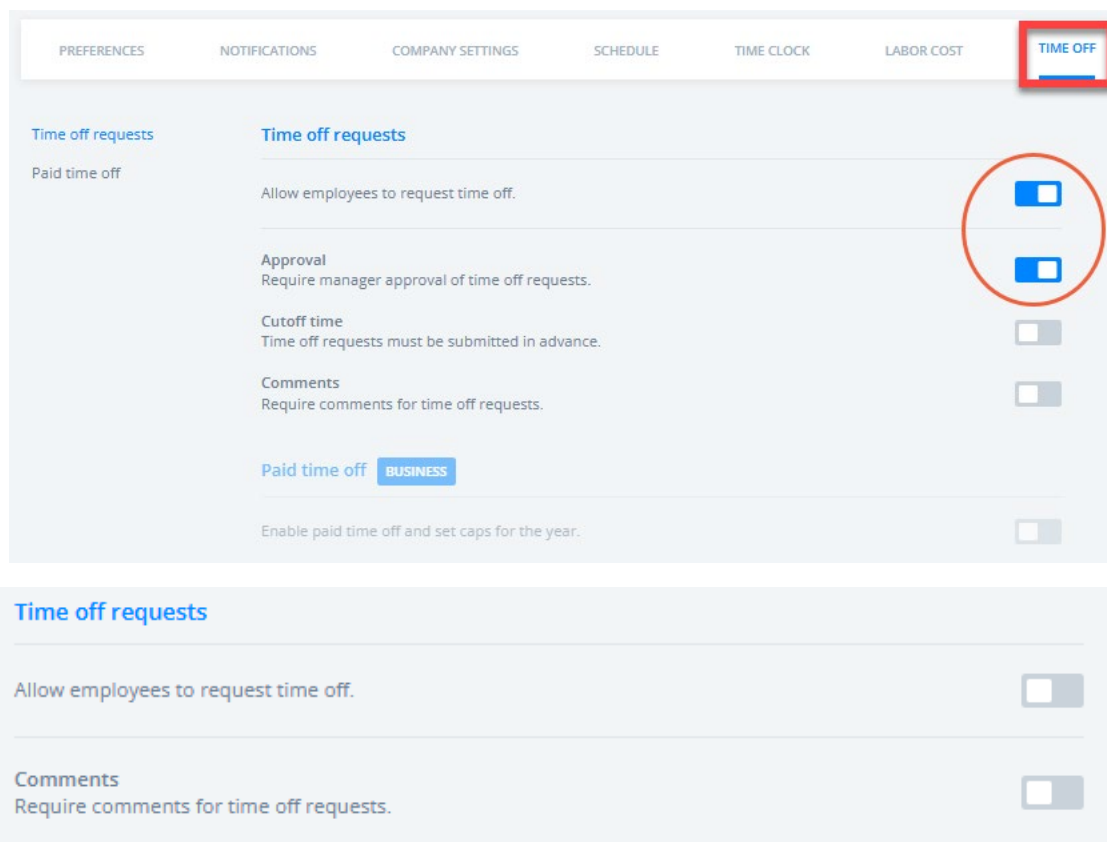 PREFERENCES NOTIFICATIONS COMPANY SETTINGS SCHEDULE TIME CLOCK LABOR COST TIME OFF
Time off requests
Paid time off
Time off requests
Allow employees to request time off.
Approval
Require manager approval of time off requests.
Cutoff time
Time off requests must be submitted in advance.
Comments
Require comments for time off requests.
Paid time off BUSINESS
Enable paid time off and set caps for the year.
Time off requests
Allow employees to request time off.
Comments
Require comments for time off requests.